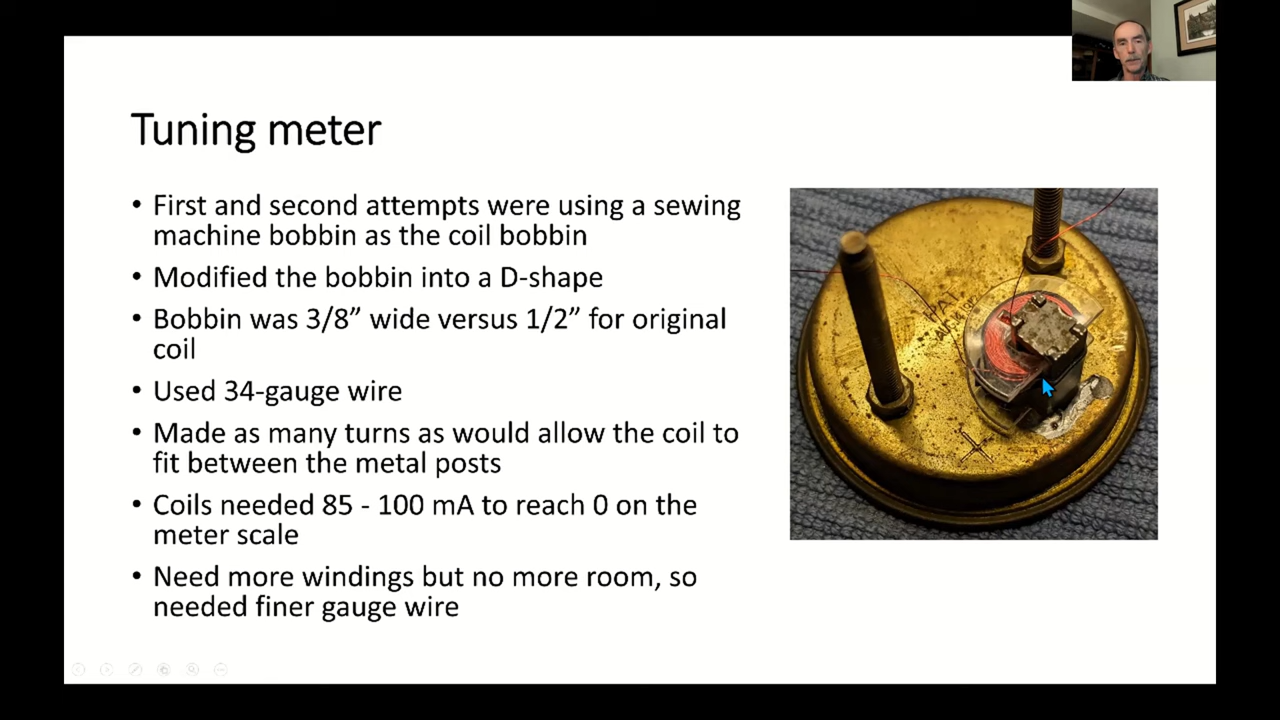 Tuning meter
• First and second attempts were using a sewing
machine bobbin as the coil bobbin
• Modified the bobbin into a D-shape
• Bobbin was 3/8” wide versus 1/2” for original
coil
• Used 34-gauge wire
• Made as many turns as would allow the coil to
fit between the metal posts
• Coils needed 85 - 100 mA to reach 0 on the
meter scale
• Need more windings but no more room, so
needed finer gauge wire
PAT